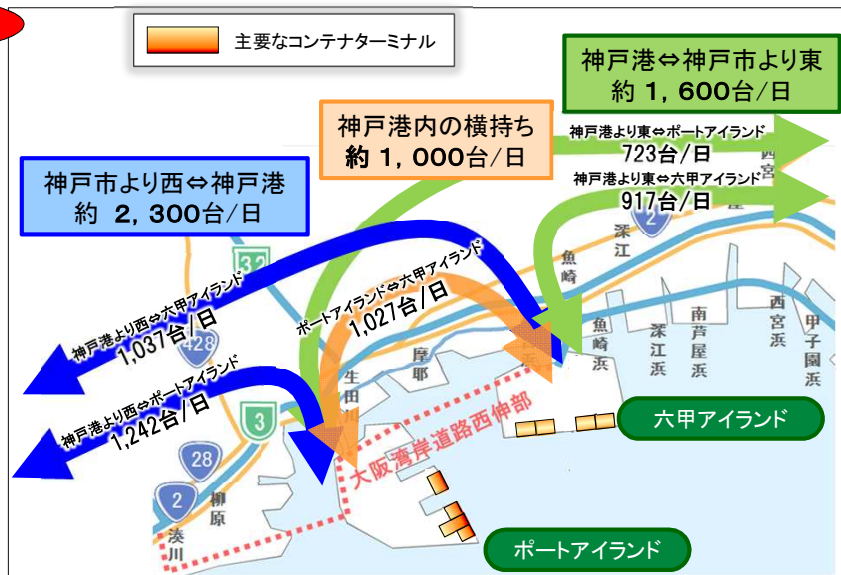 主要なコンテナターミナル
神戸港⇔神戸市より東
約 1, 600台/日
神戸港内の横持ち
約 1, 000台/日
神戸市より西⇔神戸港
約 2, 300台/日
神戸港より東⇔ポートアイランド
723台/日
神戸港より東⇔六甲アイランド
917台/日
神戸港より西⇔六甲アイランド
1,037台/日
ポートアイランド⇔六甲アイランド
1,027台/日
神戸港より西⇔ポートアイランド
1,242台/日
32
428
3
28
2
2
西宮
深江
魚崎
魚崎浜
深江浜
南芦屋浜
西宮浜
甲子園浜
摩耶
生田川
柳原
湊川
浜
大阪湾岸道路西伸部
六甲アイランド
ポートアイランド